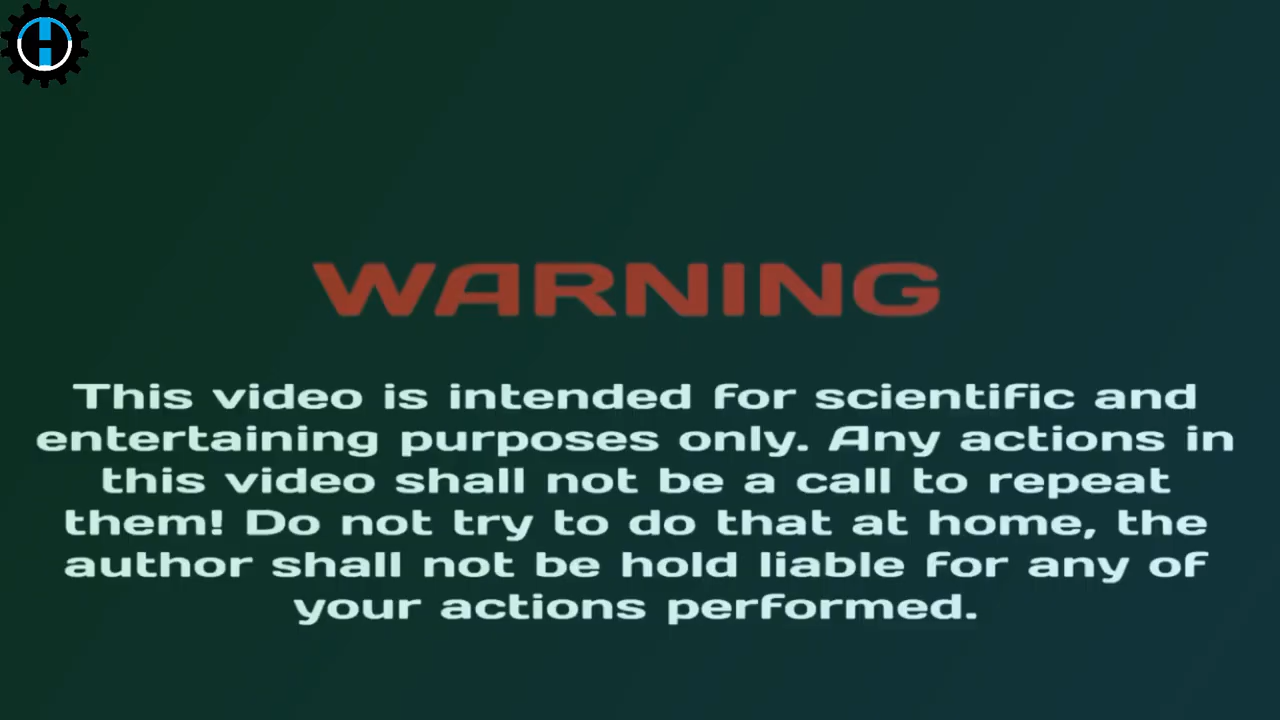 H
WARNING
This video is intended for scientific and
entertaining purposes only. Any actions in
this video shall not be a call to repeat
them! Do not try to do that at home, the
author shall not be hold liable for any of
your actions performed.